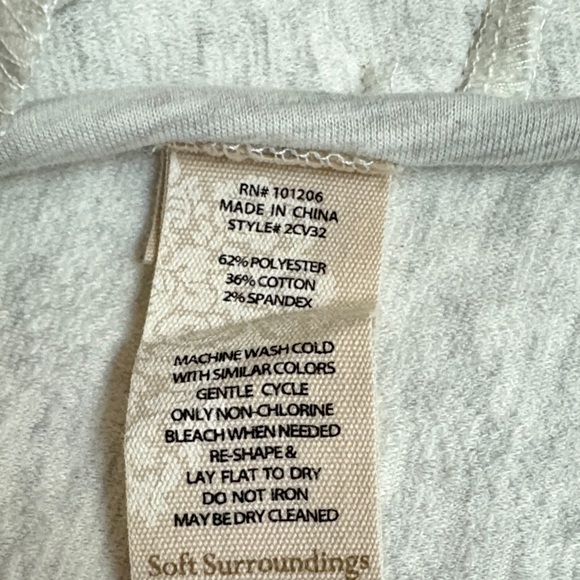 RN# 101206
MADE IN CHINA
STYLE# 2CV32
62% POLYESTER
36% COTTON
2% SPANDEX
MACHINE WASH COLD
WITH SIMILAR COLORS
GENTLE CYCLE
ONLY NON-CHLORINE
BLEACH WHEN NEEDED
RE-SHAPE &
LAY FLAT TO DRY
DO NOT IRON
MAY BE DRY CLEANED
Soft Surroundings